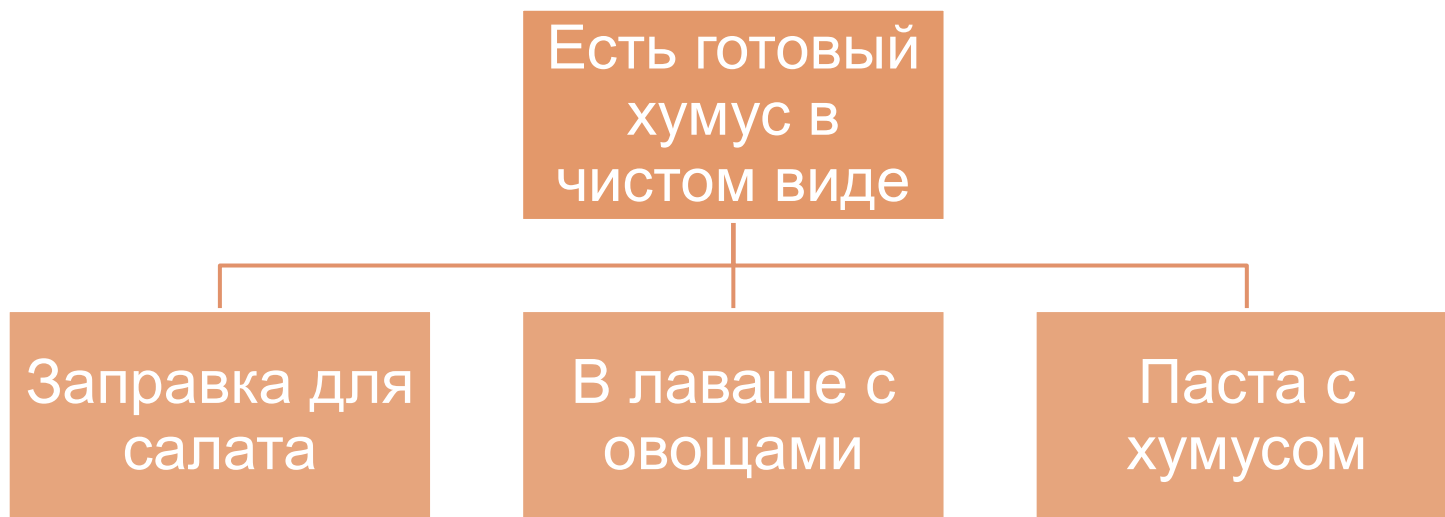 Есть готовый
хумус в
чистом виде
Заправка для
салата
В лаваше с
овощами
Паста с
хумусом